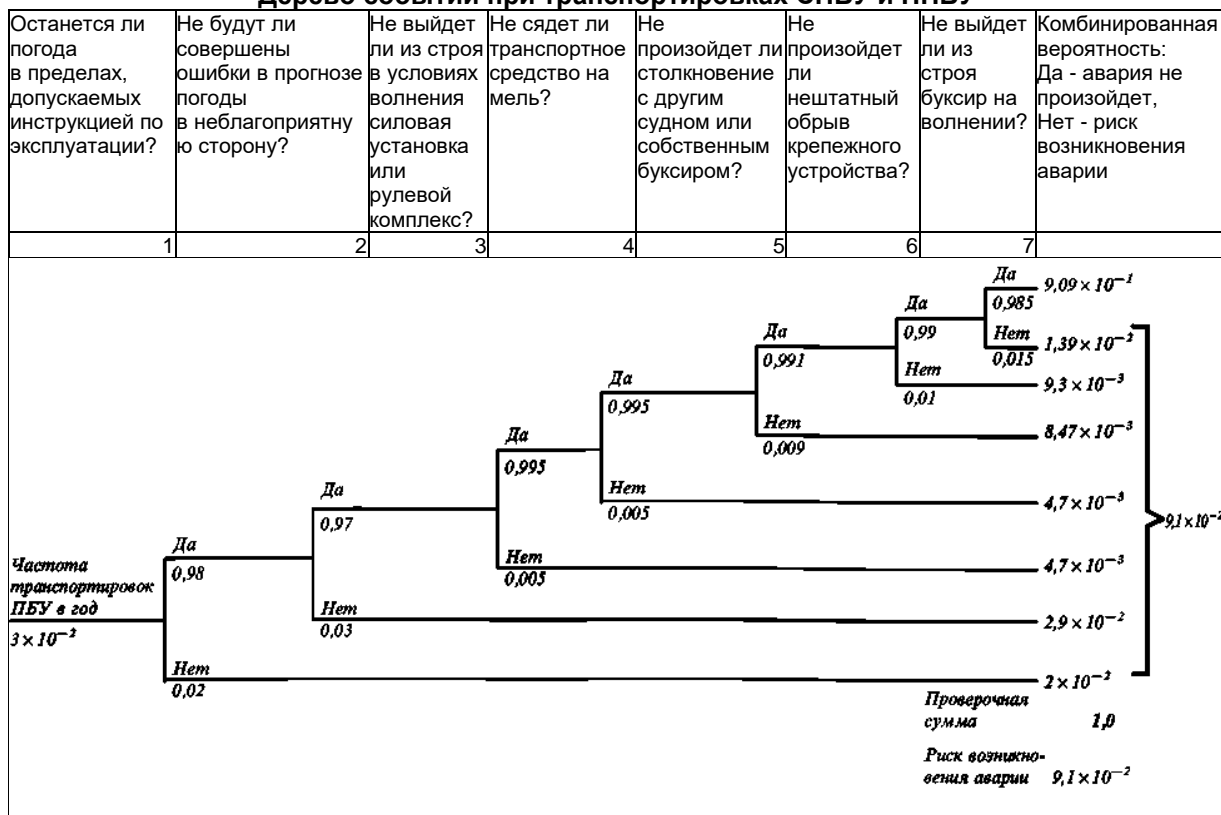 Дерево событий при транспортировках СПБУ и ППБУ
Останется ли
погода
в пределах,
допускаемых
инструкцией по
эксплуатации?
Не будут ли
совершены
ошибки в прогнозе
погоды
в неблагоприятну
ю сторону?
Не выйдет
ли из строя
в условиях
волнения
силовая
установка
или
рулевой
комплекс?
Не сядет ли
транспортное
средство на
мель?
Не
произойдет ли
столкновение
с другим
судном или
собственным
буксиром?
Не
произойдет
ли
нештатный
обрыв
крепежного
устройства?
Не выйдет
ли из
строя
буксир на
волнении?
Комбинированная
вероятность:
Да - авария не
произойдет,
Нет - риск
возникновения
аварии
1 2 3 4 5 6 7
Да
0,985
9,09 × 10⁻¹
Да
0,99
Нет
0,015
1,39 × 10⁻²
Да
0,991
Нет
0,01
9,3 × 10⁻³
Да
0,995
Нет
0,009
8,47 × 10⁻³
Да
0,995
Нет
0,005
4,7 × 10⁻³
Да
0,97
Нет
0,005
4,7 × 10⁻³
9,1 × 10⁻²
Да
0,98
Нет
0,03
2,9 × 10⁻²
Частота
транспортировок
ПБУ в год
3 × 10⁻²
Нет
0,02
2 × 10⁻²
Проверочная
сумма 1,0
Риск возникно-
вения аварии 9,1 × 10⁻²